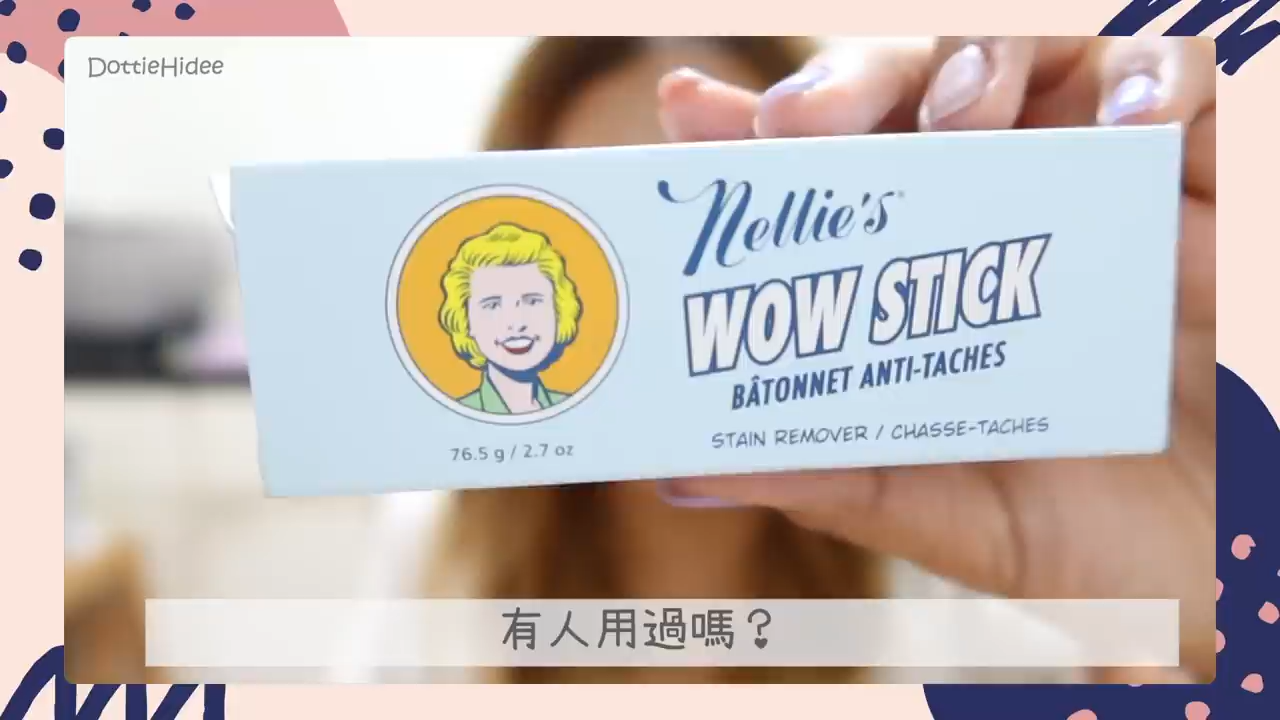 DottieHidee
Nellie's
WOW STICK
BÂTONNET ANTI-TACHES
STAIN REMOVER / CHASSE-TACHES
76.5 g / 2.7 oz
有人用過嗎？